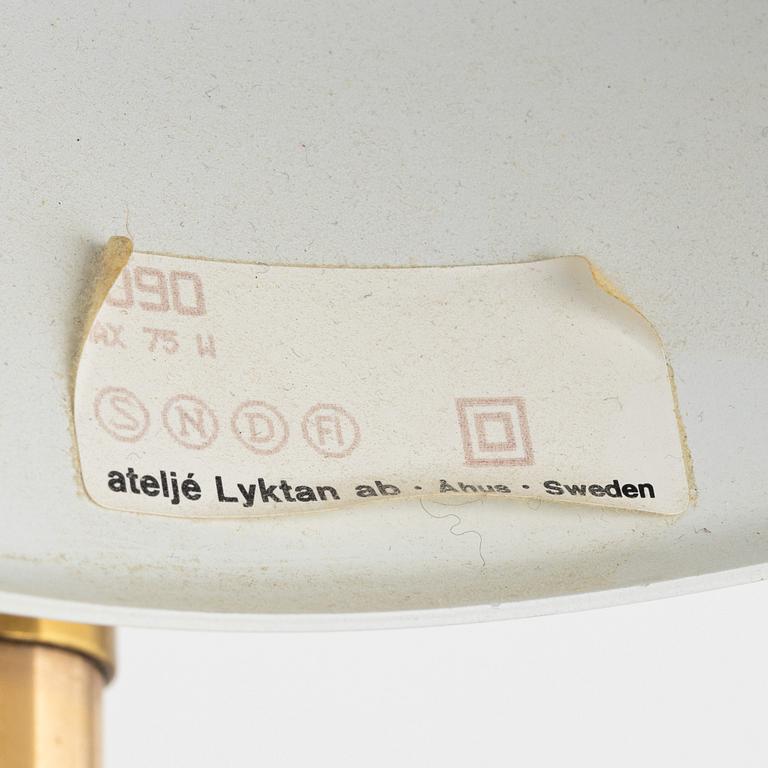 090
AX 75 W
S N D FI
ateljé Lyktan ab · Åhus · Sweden